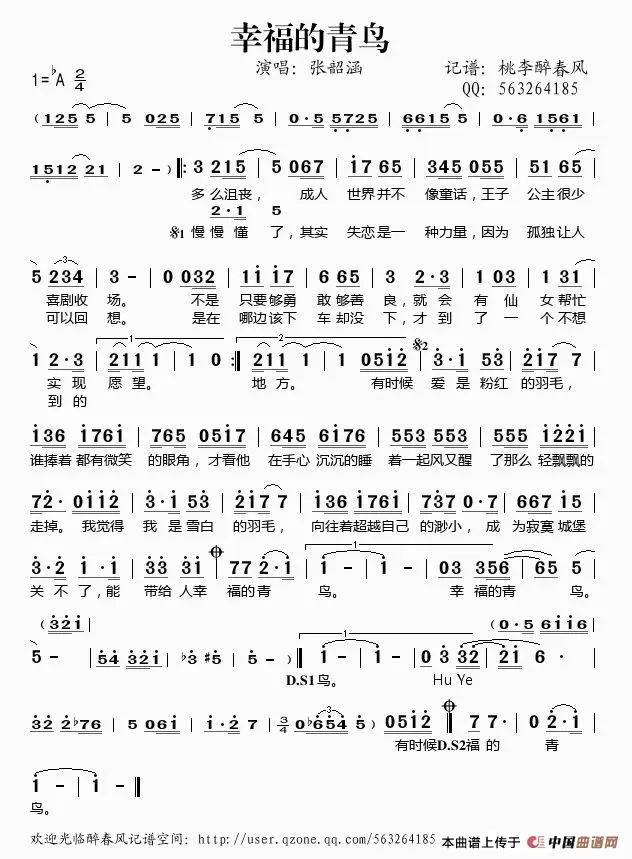 幸福的青鸟
演唱：张韶涵 记谱：桃李醉春风
1=♭A 2/4 QQ：563264185
(125 5 | 5 025 | 715 5 | 0·5 5725 | 6615 5 | 0·6 1561 |
1512 21 | 2 - ) |: 3 215 | 5 067 | 17 65 | 345 055 | 51 65 |
多么沮丧， 成人 世界并不 像童话，王子 公主很少
2·1 5
𝄋1 慢慢懂 了，其实 失恋是一 种力量，因为 孤独让人
5 234 | 3 - | 0 032 | 11 17 | 6 65 | 3 2·3 | 1 03 | 1 31 |
喜剧收 场。 不是 只要够勇 敢够善 良，就会 有仙 女帮忙
可以回 想。 是在 哪边该下 车却没 下，才到 了一 个不想
1 2·3 | 211 1 | 1 0 :| 211 1 | 1 0512 | 3·1 53 | 217 7 |
实现 愿望。 地方。 有时候 爱是粉红 的羽毛，
到的
136 1761 | 765 0517 | 645 6176 | 553 553 | 555 1221 |
谁捧着 都有微笑 的眼角，才看他 在手心 沉沉的睡 着一起风又醒 了那么 轻飘飘的
72· 0112 | 3·1 53 | 217 7 | 136 1761 | 737 0·7 | 667 15 |
走掉。我觉得 我是雪白 的羽毛， 向往着超越自己 的渺小，成 为寂寞 城堡
3·2 1·1 | 33 31 | 77 2·1 | 1 - | 1 - | 03 356 | 6 65 |
关不了，能 带给 人幸 福的青 鸟。 幸福的青 鸟。
(321 | (0·5 6116 |
5 - | 54 321 | ♭3 ♯5 | 5 - ) :| 1 - | 1 - | 0 3 32 | 21 6· |
D.S1鸟。 Hu Ye
32 2♭76 | 5 061 | 1·2 7 | 3/4 0♭654 5 ) | 0512 | 7 7· | 0 2·1 |
有时候D.S2福的 青
1 - | 1 - |
鸟。
欢迎光临醉春风记谱空间：http://user.qzone.qq.com/563264185 本曲谱上传于 中国曲谱网